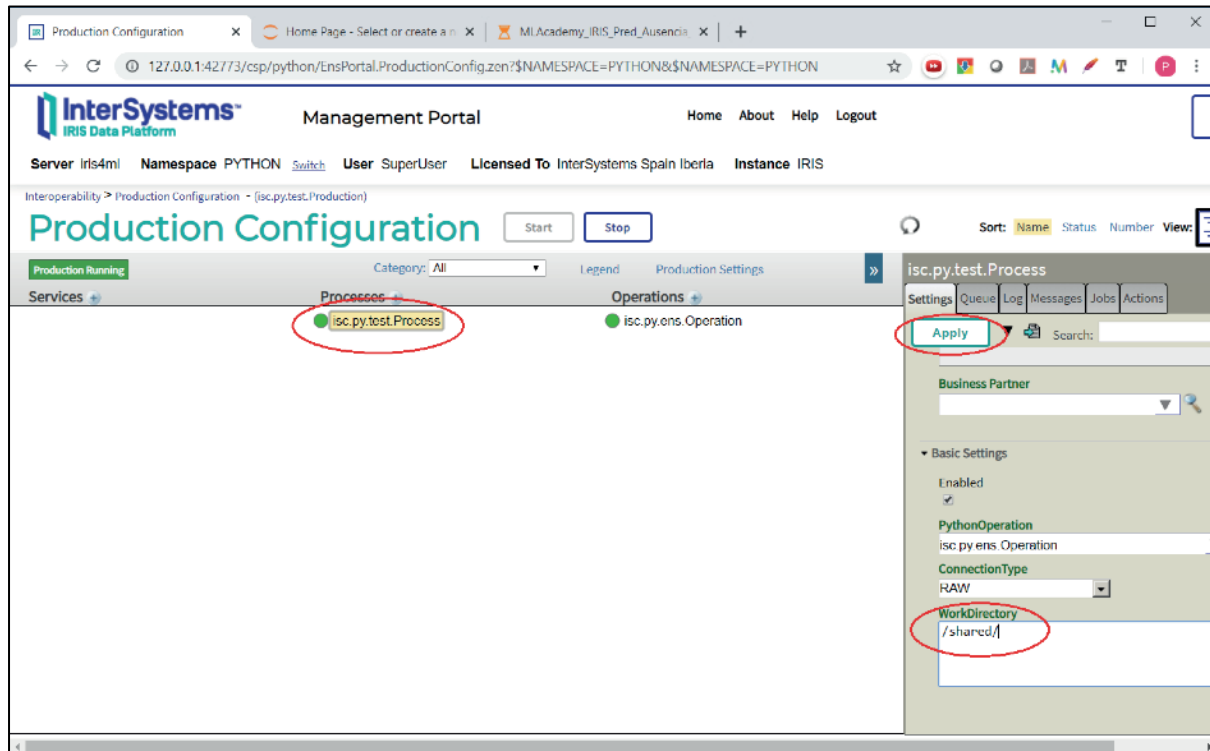 Production Configuration
Home Page - Select or create a n
MLAcademy_IRIS_Pred_Ausencia
127.0.0.1:42773/csp/python/EnsPortal.ProductionConfig.zen?$NAMESPACE=PYTHON&$NAMESPACE=PYTHON
InterSystems™
IRIS Data Platform
Management Portal
Home About Help Logout
Server iris4ml Namespace PYTHON Switch User SuperUser Licensed To InterSystems Spain Iberia Instance IRIS
Interoperability > Production Configuration - (isc.py.test.Production)
Production Configuration
Start Stop
Sort: Name Status Number View:
Production Running
Category: All
Legend Production Settings
»
Services
Processes
Operations
isc.py.test.Process
isc.py.ens.Operation
isc.py.test.Process
Settings Queue Log Messages Jobs Actions
Apply
Search:
Business Partner
Basic Settings
Enabled
PythonOperation
isc.py.ens.Operation
ConnectionType
RAW
WorkDirectory
/shared/